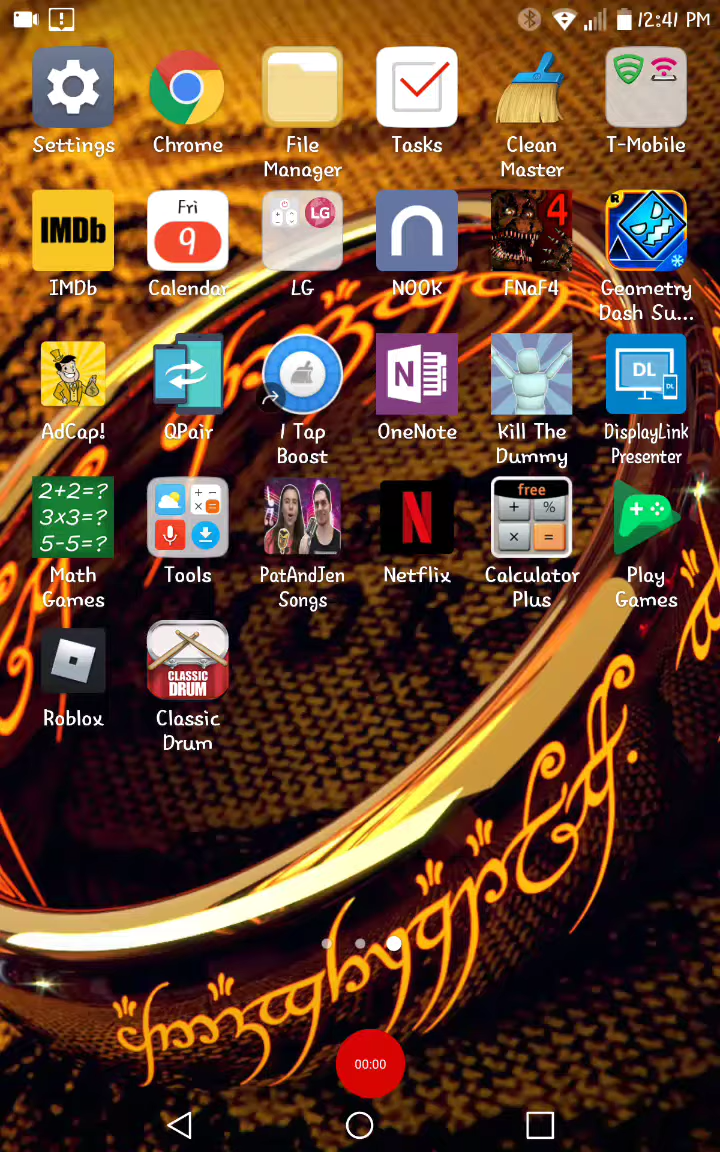 12:41 PM
Settings
Chrome
File
Manager
Tasks
Clean
Master
T-Mobile
IMDb
IMDb
Fri
9
Calendar
LG
LG
NOOK
4
FNaF4
R
Geometry
Dash Su...
AdCap!
QPair
1 Tap
Boost
N
OneNote
Kill The
Dummy
DL
DL
DisplayLink
Presenter
2+2=?
3x3=?
5-5=?
Math
Games
Tools
PatAndJen
Songs
N
Netflix
free
+ %
× =
Calculator
Plus
Play
Games
Roblox
CLASSIC
DRUM
Classic
Drum
00:00